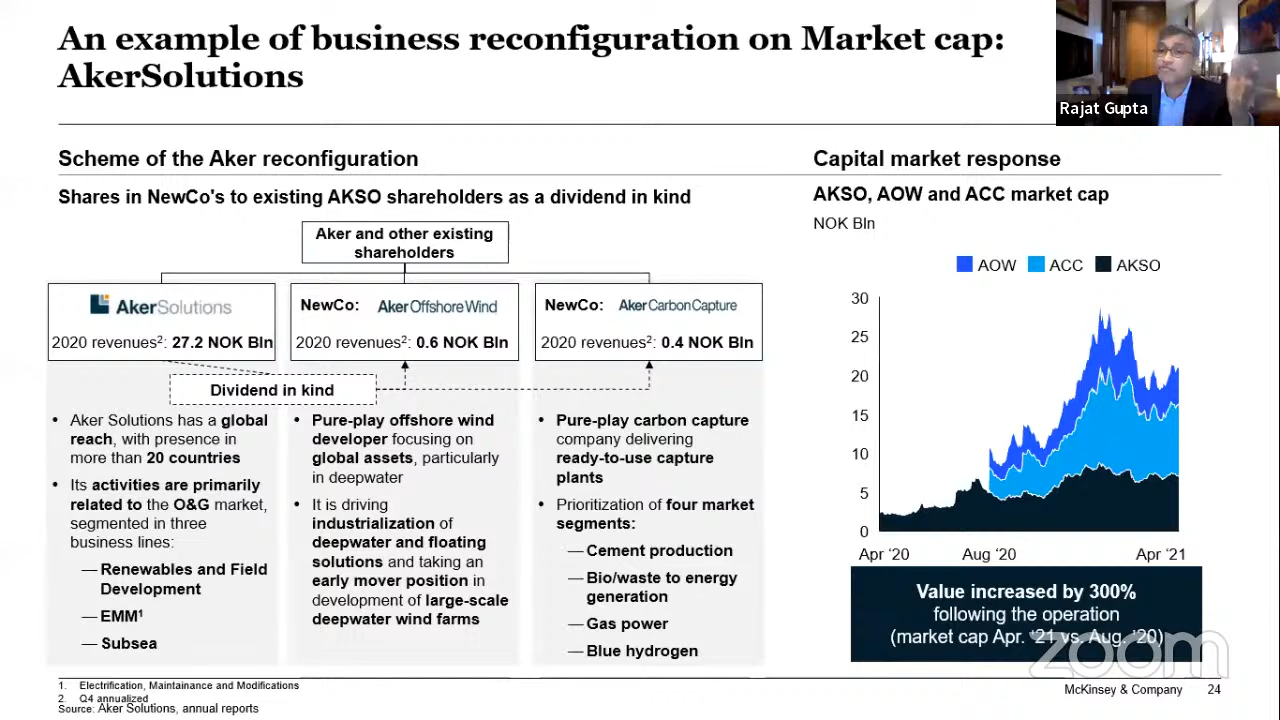 An example of business reconfiguration on Market cap:
AkerSolutions
Rajat Gupta
Scheme of the Aker reconfiguration
Shares in NewCo's to existing AKSO shareholders as a dividend in kind
Aker and other existing
shareholders
AkerSolutions
2020 revenues²: 27.2 NOK Bln
NewCo: Aker Offshore Wind
2020 revenues²: 0.6 NOK Bln
NewCo: Aker Carbon Capture
2020 revenues²: 0.4 NOK Bln
Dividend in kind
• Aker Solutions has a global
reach, with presence in
more than 20 countries
• Its activities are primarily
related to the O&G market,
segmented in three
business lines:
— Renewables and Field
Development
— EMM¹
— Subsea
• Pure-play offshore wind
developer focusing on
global assets, particularly
in deepwater
• It is driving
industrialization of
deepwater and floating
solutions and taking an
early mover position in
development of large-scale
deepwater wind farms
• Pure-play carbon capture
company delivering
ready-to-use capture
plants
• Prioritization of four market
segments:
— Cement production
— Bio/waste to energy
generation
— Gas power
— Blue hydrogen
Capital market response
AKSO, AOW and ACC market cap
NOK Bln
AOW ACC AKSO
30
25
20
15
10
5
0
Apr ‘20 Aug ‘20 Apr ‘21
Value increased by 300%
following the operation
(market cap Apr. ‘21 vs. Aug. ‘20)
zoom
1. Electrification, Maintainance and Modifications
2. Q4 annualized
Source: Aker Solutions, annual reports
McKinsey & Company 24